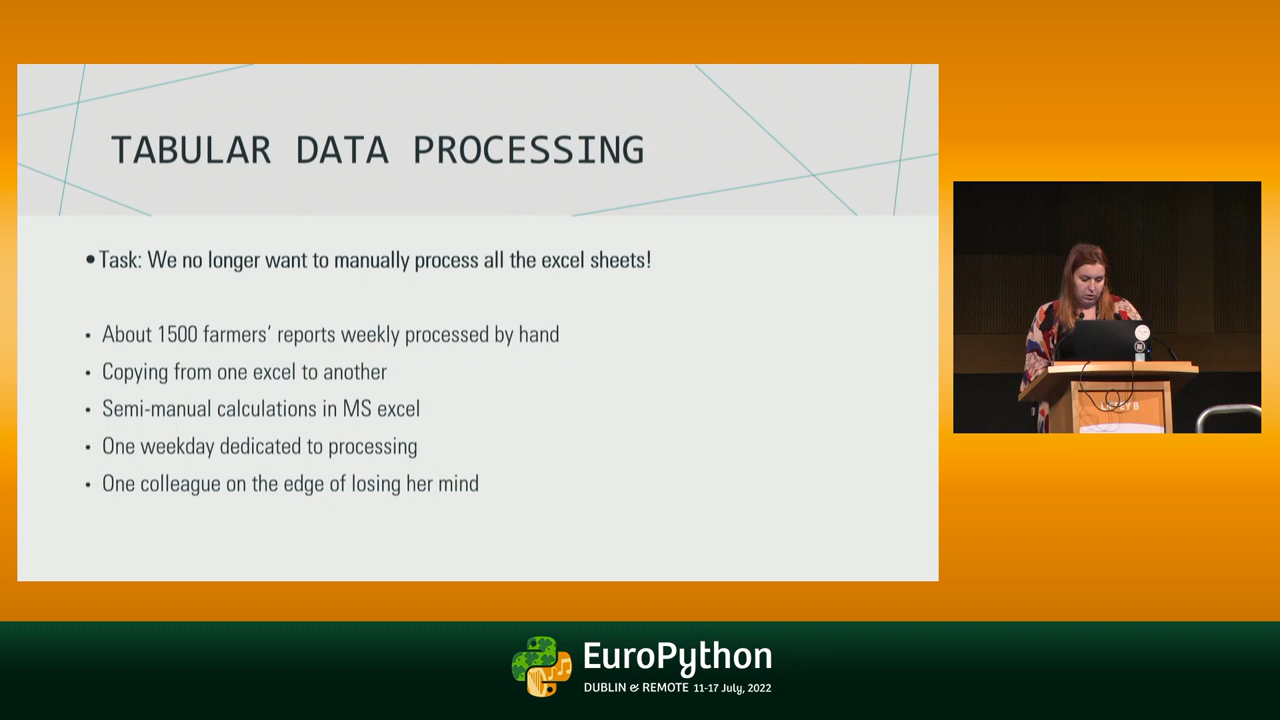 TABULAR DATA PROCESSING
• Task: We no longer want to manually process all the excel sheets!
• About 1500 farmers‘ reports weekly processed by hand
• Copying from one excel to another
• Semi-manual calculations in MS excel
• One weekday dedicated to processing
• One colleague on the edge of losing her mind
LIFFEY B
EuroPython
DUBLIN & REMOTE 11-17 July, 2022